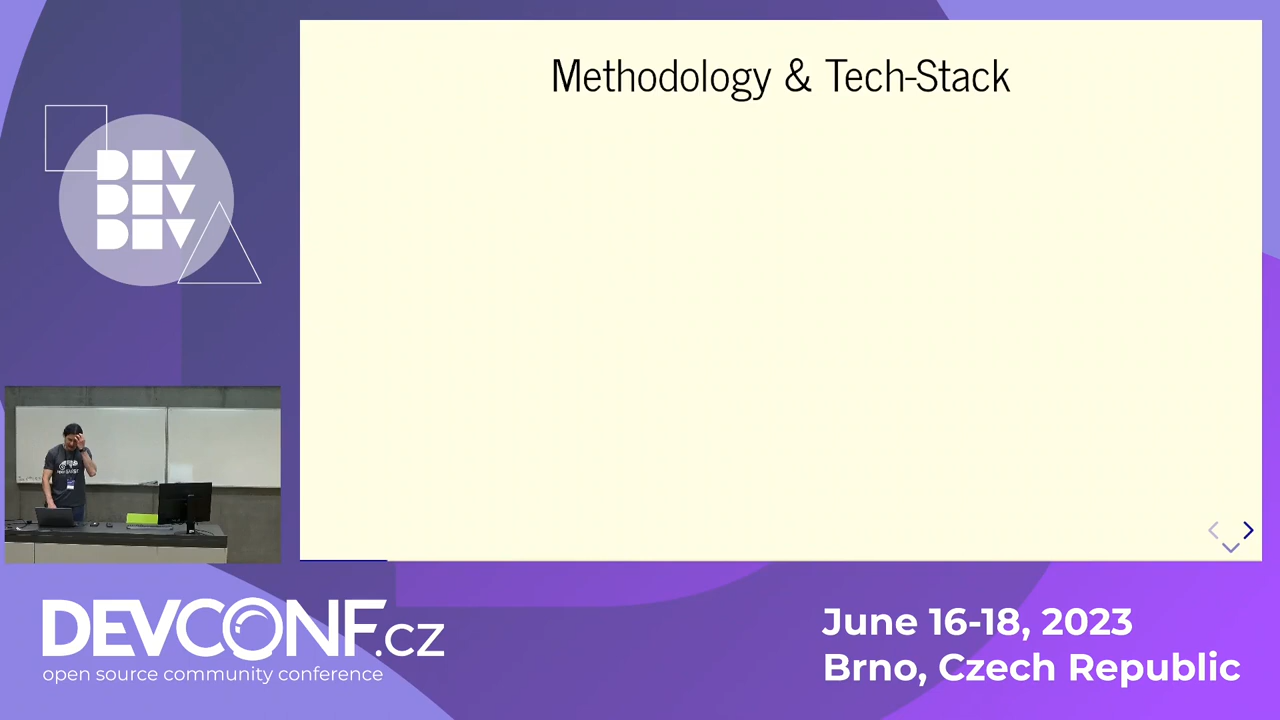 Methodology & Tech-Stack
DEV
DEV
DEV
DEVCONF.cz
open source community conference
June 16-18, 2023
Brno, Czech Republic